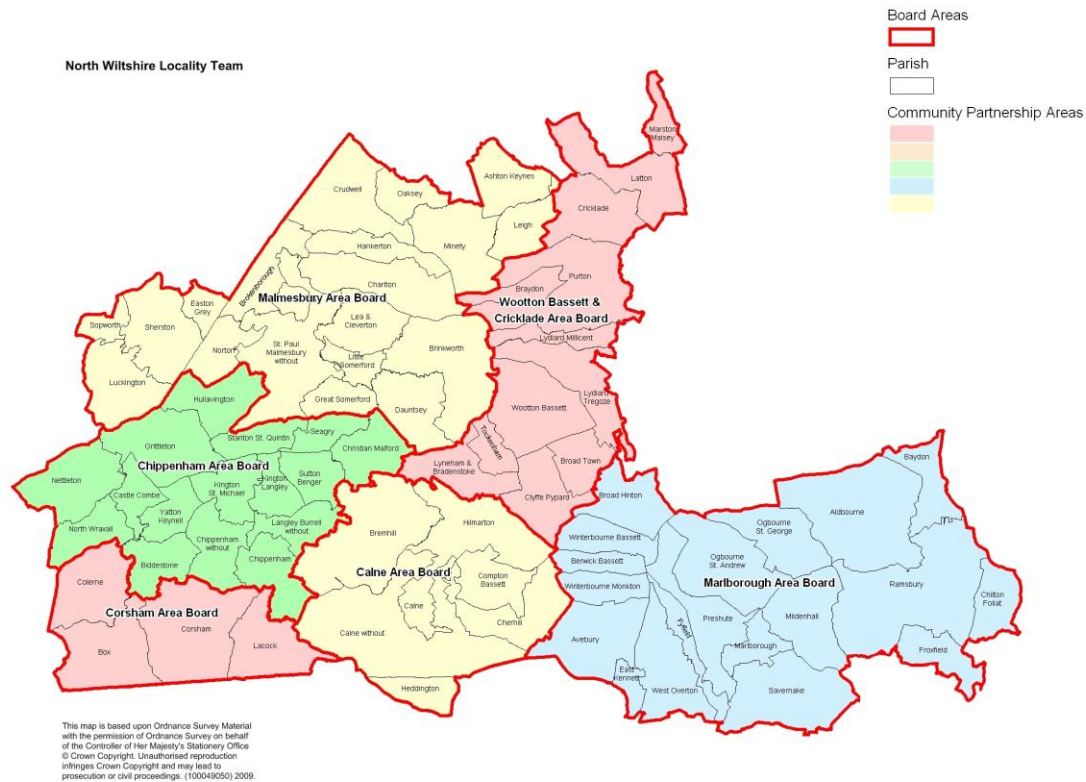 North Wiltshire Locality Team
Board Areas
Parish
Community Partnership Areas
Marston
Maisey
Latton
Cricklade
Ashton Keynes
Leigh
Crudwell
Oaksey
Hankerton
Minety
Charlton
Brokenborough
Malmesbury Area Board
Easton
Grey
Sopworth
Sherston
Luckington
Norton
St. Paul
Malmesbury
without
Lea &
Cleverton
Little
Somerford
Brinkworth
Great Somerford
Dauntsey
Purton
Braydon
Wootton Bassett &
Cricklade Area Board
Lydiard Millicent
Lydiard
Tregoze
Wootton Bassett
Tockenham
Lyneham &
Bradenstoke
Broad Town
Clyffe Pypard
Hullavington
Grittleton
Stanton St. Quintin
Seagry
Christian Malford
Chippenham Area Board
Nettleton
Castle Combe
Kington
St. Michael
Kington
Langley
Sutton
Benger
Yatton
Keynell
North Wraxall
Langley Burrell
without
Chippenham
without
Biddestone
Chippenham
Colerne
Corsham Area Board
Corsham
Box
Lacock
Bremhill
Hilmarton
Calne Area Board
Compton
Bassett
Calne
Cherhill
Calne without
Heddington
Broad Hinton
Winterbourne Bassett
Berwick Bassett
Winterbourne Monkton
Avebury
East
Kennett
West Overton
Fyfield
Preshute
Marlborough
Savernake
Mildenhall
Marlborough Area Board
Ogbourne
St. Andrew
Ogbourne
St. George
Aldbourne
Baydon
Ramsbury
Chilton
Foliat
Froxfield
This map is based upon Ordnance Survey Material
with the permission of Ordnance Survey on behalf
of the Controller of Her Majesty's Stationery Office
© Crown Copyright. Unauthorised reproduction
infringes Crown Copyright and may lead to
prosecution or civil proceedings. (100049050) 2009.